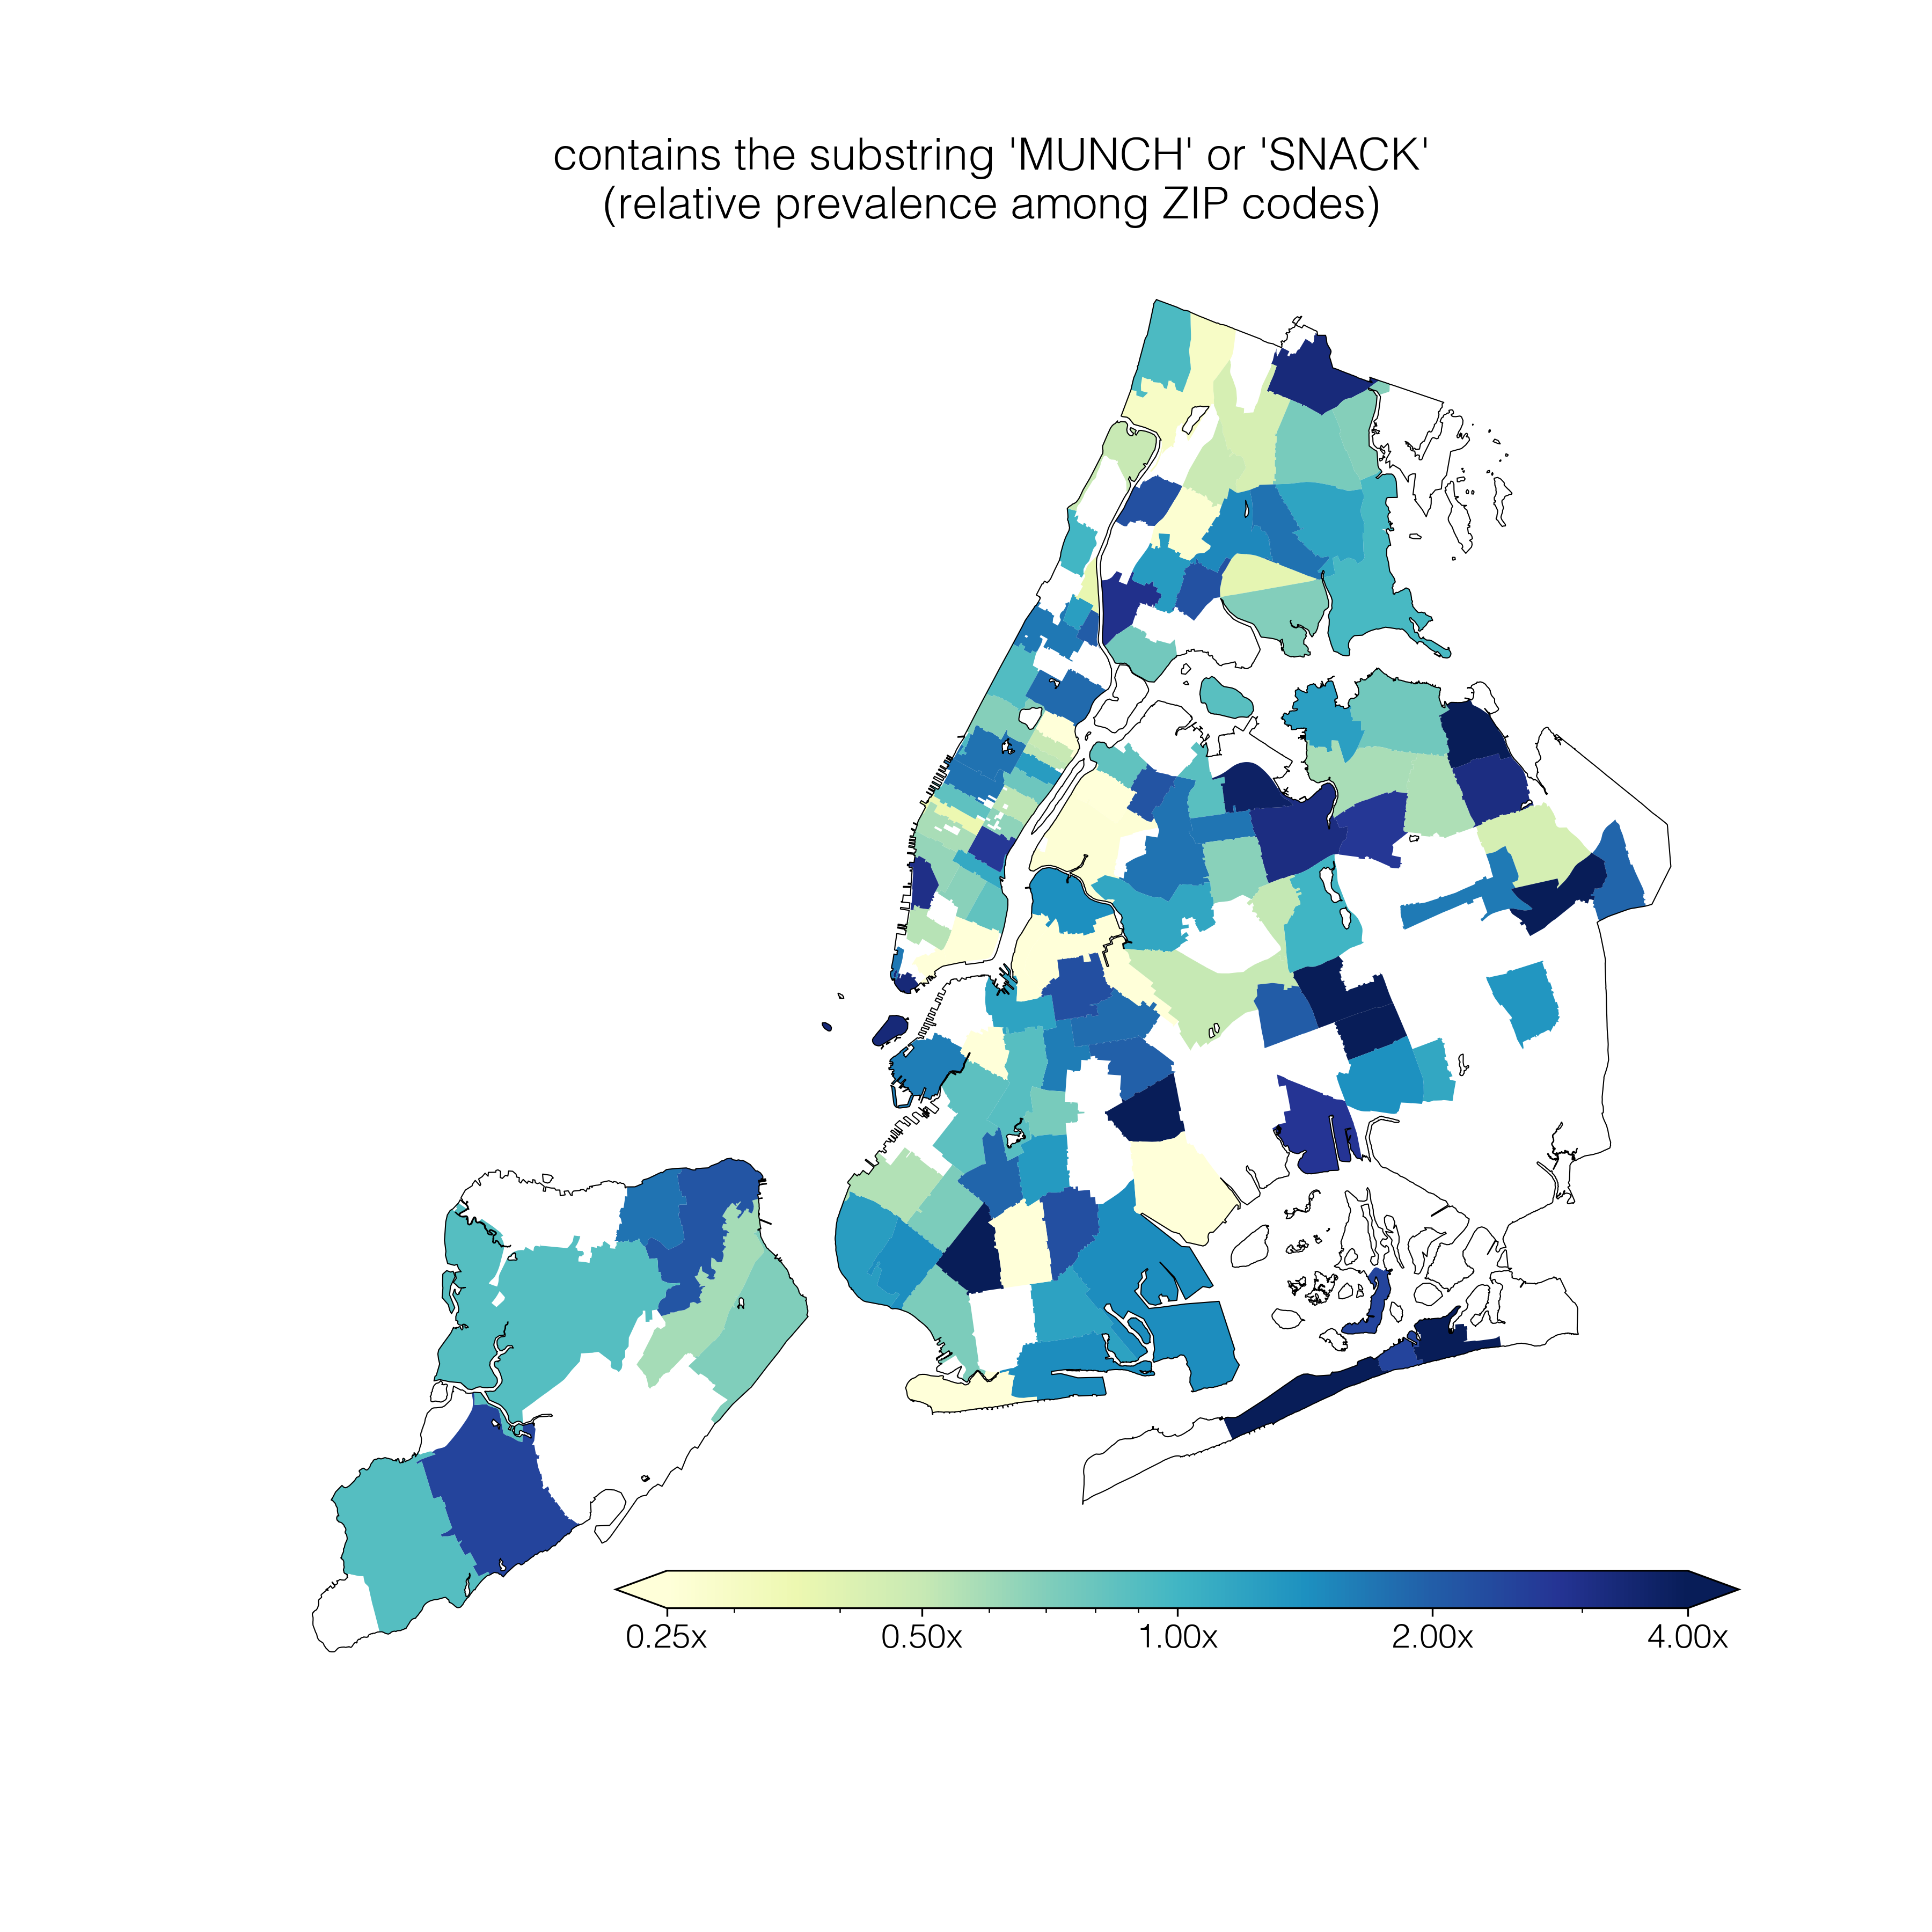 contains the substring 'MUNCH' or 'SNACK'
(relative prevalence among ZIP codes)
0.25x 0.50x 1.00x 2.00x 4.00x